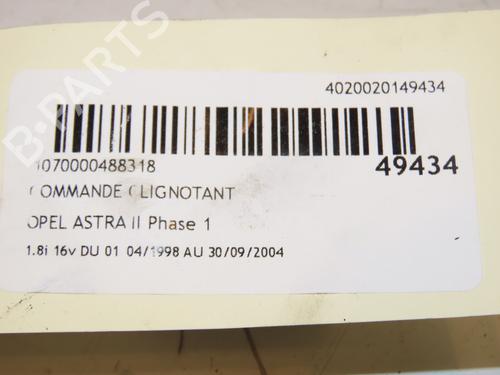 4020020149434
1070000488318
49434
COMMANDE CLIGNOTANT
OPEL ASTRA II Phase 1
1.8i 16v DU 01 04/1998 AU 30/09/2004
B-PARTS